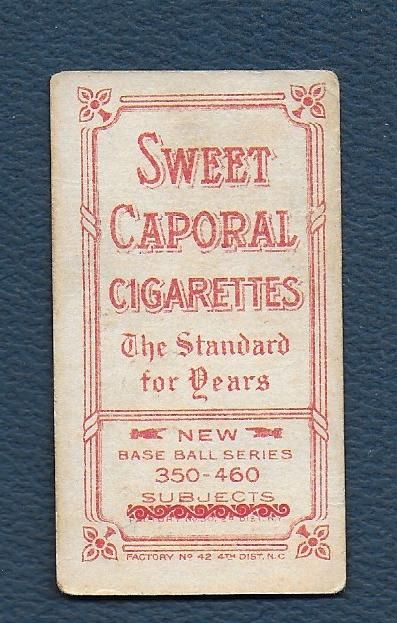 SWEET
CAPORAL
CIGARETTES
The Standard
for Years
NEW
BASE BALL SERIES
350-460
SUBJECTS
FACTORY No 42 4TH DIST. N.C